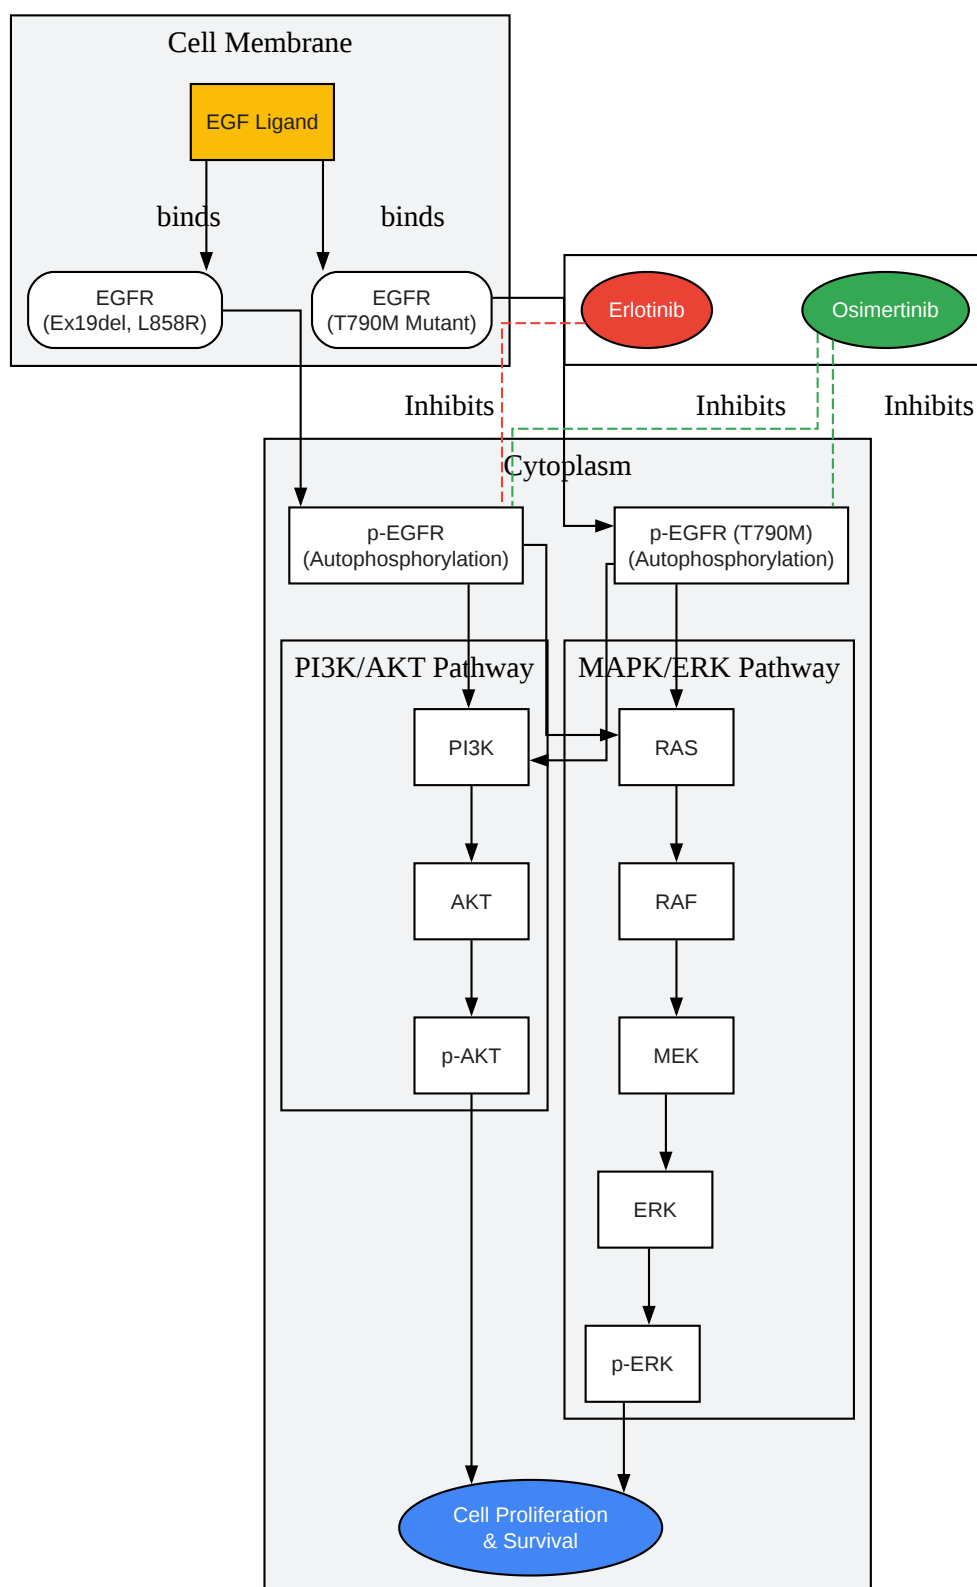 Cell Membrane
EGF Ligand
binds
binds
EGFR
(Ex19del, L858R)
EGFR
(T790M Mutant)
Erlotinib
Osimertinib
Inhibits
Inhibits
Inhibits
Cytoplasm
p-EGFR
(Autophosphorylation)
p-EGFR (T790M)
(Autophosphorylation)
PI3K/AKT Pathway
MAPK/ERK Pathway
PI3K
RAS
AKT
RAF
p-AKT
MEK
ERK
p-ERK
Cell Proliferation
& Survival